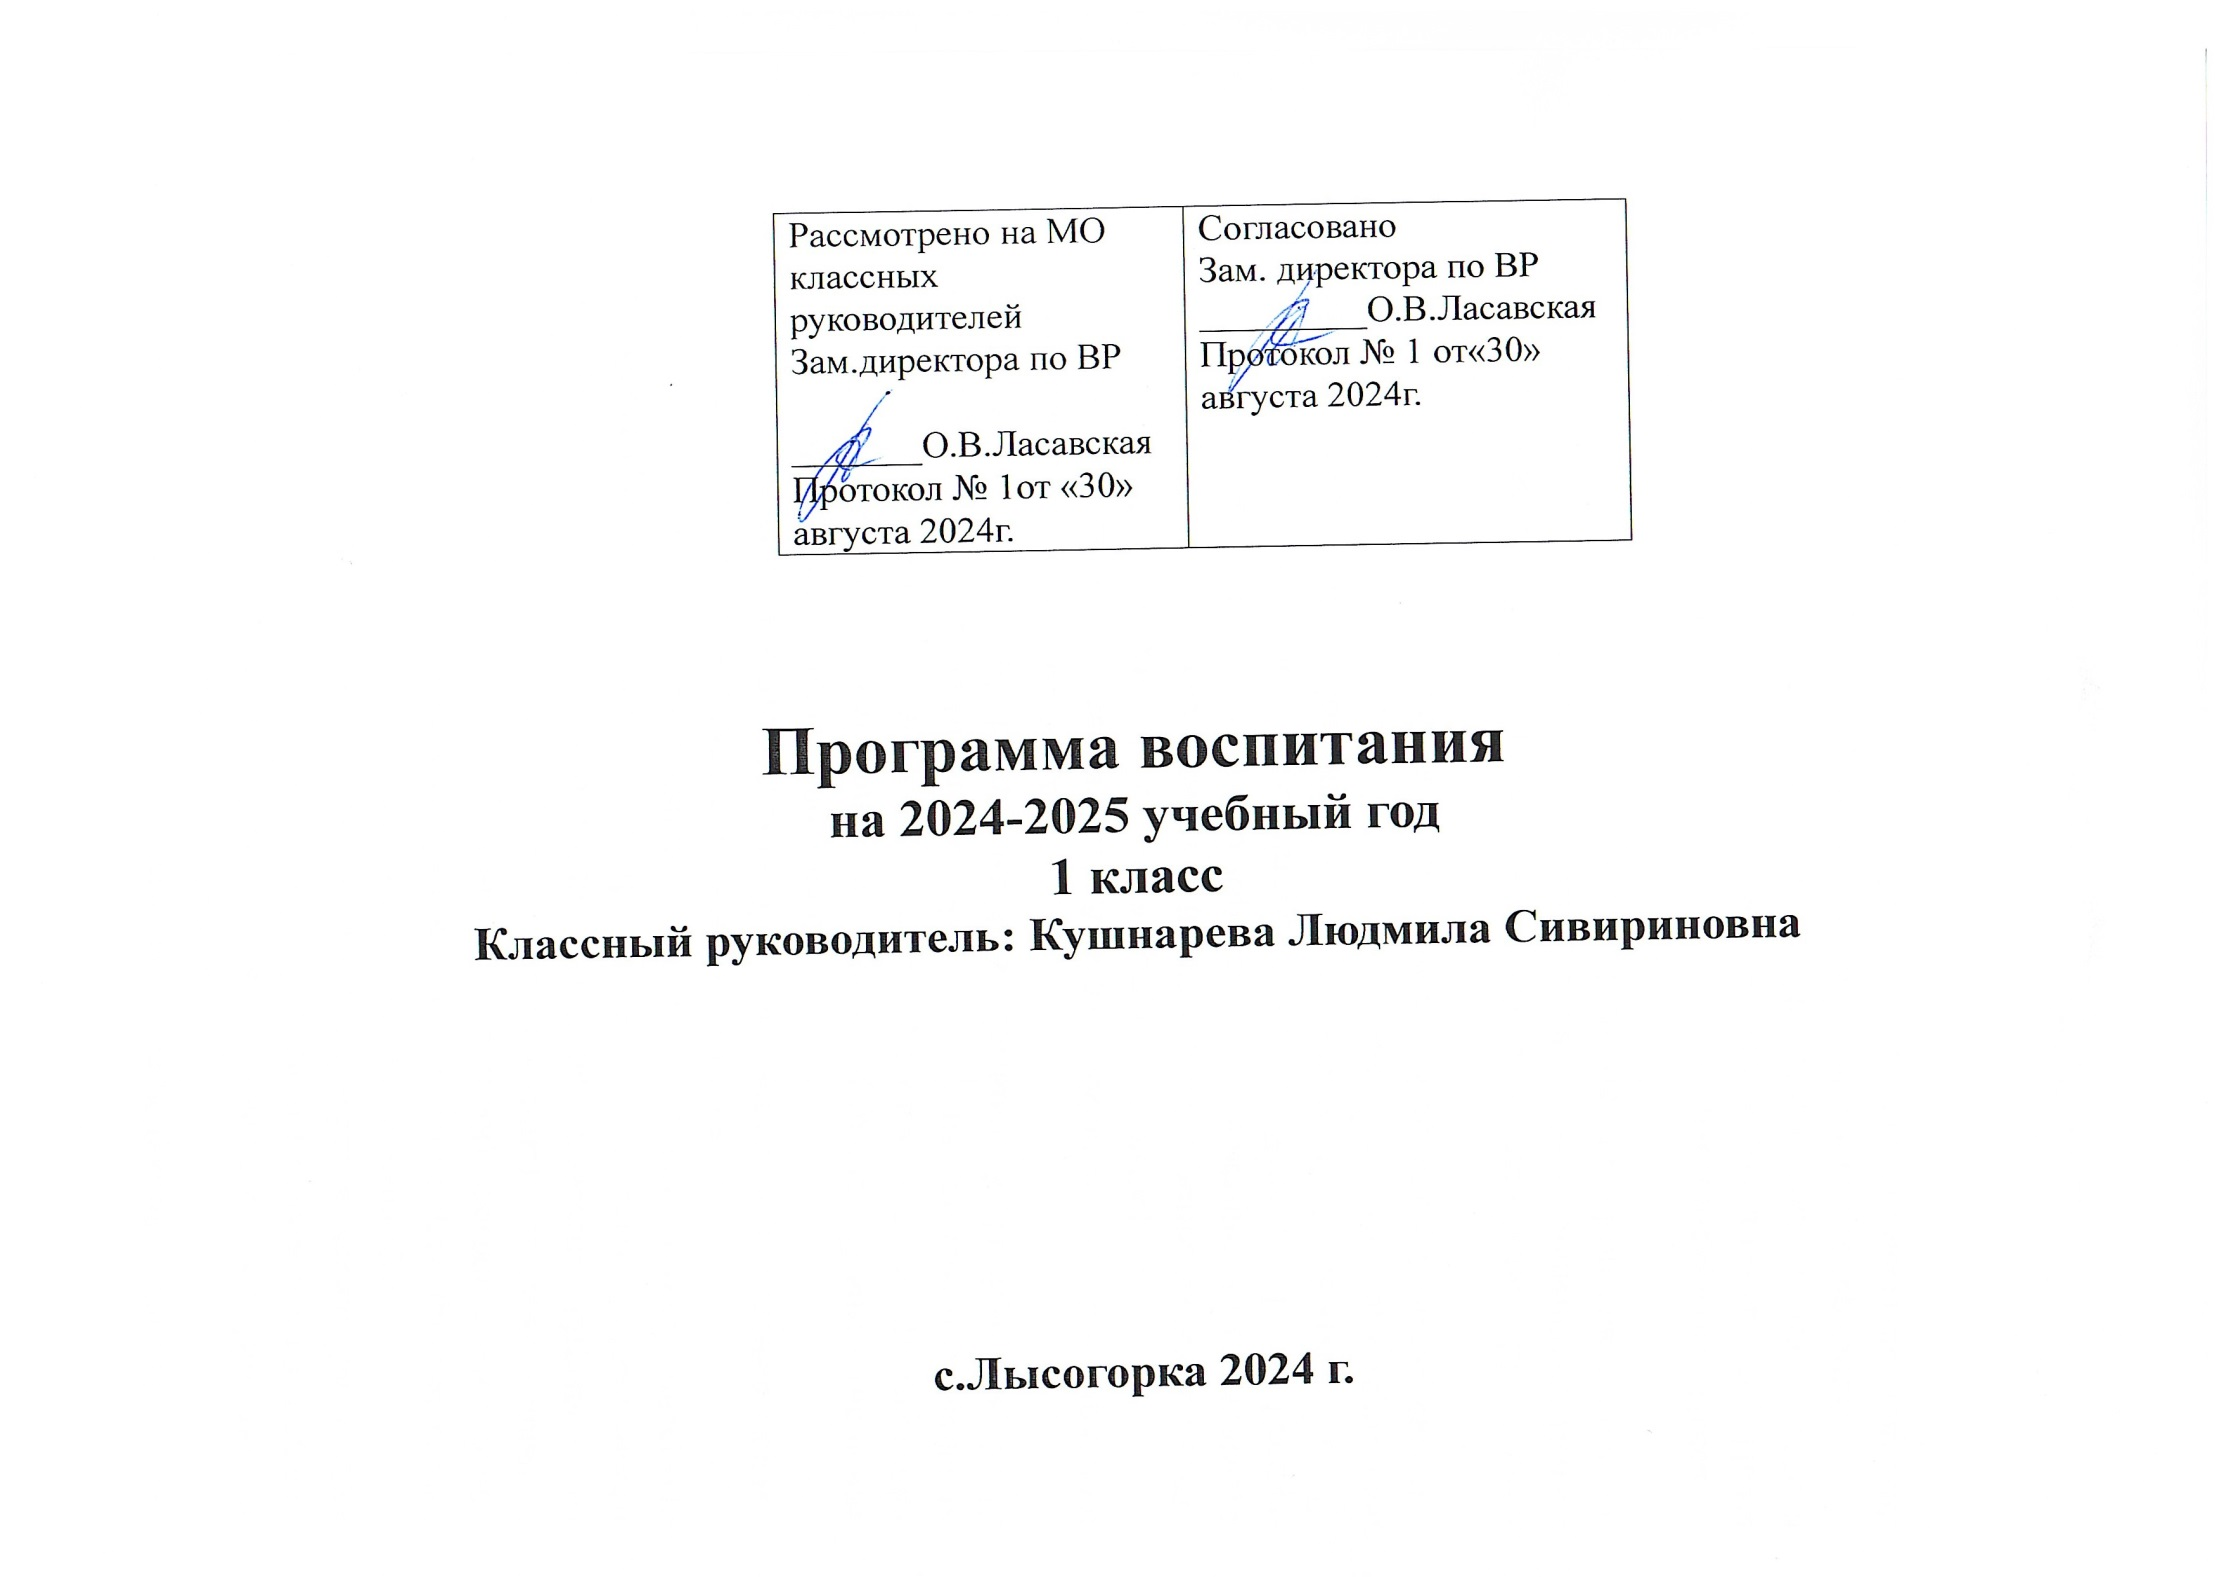 Рассмотрено на МО
классных
руководителей
Зам.директора по ВР
_______О.В.Ласавская
Протокол № 1от «30»
августа 2024г.
Согласовано
Зам. директора по ВР
_________О.В.Ласавская
Протокол № 1 от«30»
августа 2024г.
Программа воспитания
на 2024-2025 учебный год
1 класс
Классный руководитель: Кушнарева Людмила Сивириновна
с.Лысогорка 2024 г.